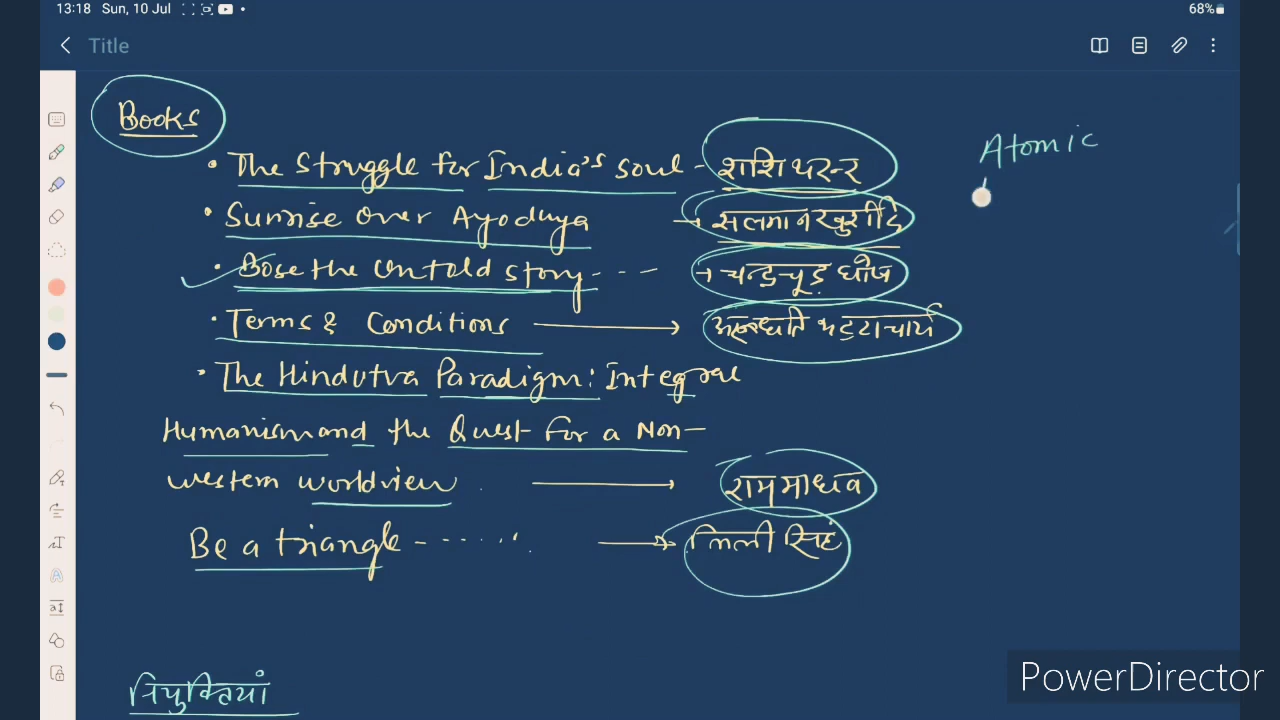 13:18 Sun, 10 Jul 68%
Title
Books
Atomic
• The Struggle for India's soul - शशि थरूर
• Sunrise over Ayodhya → सलमान खुर्शीद
• Bose the Untold story --- → चन्द्रचूड़ घोष
• Terms & Conditions → अरून्धति भट्टाचार्य
• The Hindutva Paradigm: Integral
Humanism and the Quest for a Non-
western worldview → राम माधव
Be a triangle ------ → लिली सिंह
नियुक्तियां
PowerDirector